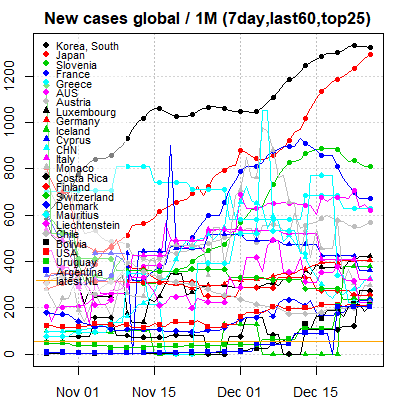 New cases global / 1M (7day,last60,top25)
Korea, South
Japan
Slovenia
France
Greece
AUS
Austria
Luxembourg
Germany
Iceland
Cyprus
CHN
Italy
Monaco
Costa Rica
Finland
Switzerland
Denmark
Mauritius
Liechtenstein
Chile
Bolivia
USA
Uruguay
Argentina
latest NL
0
200
400
600
800
1000
1200
Nov 01
Nov 15
Dec 01
Dec 15